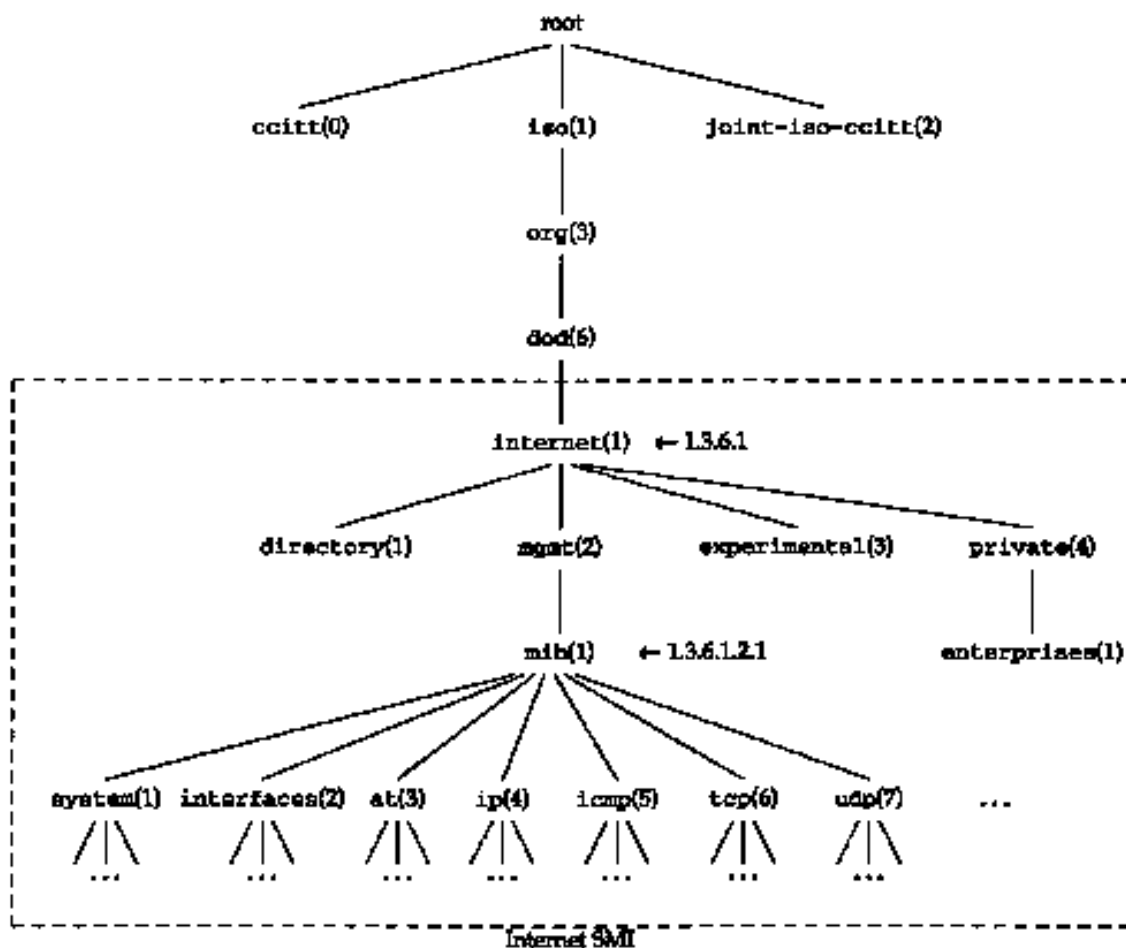 root
ccitt(0) iso(1) joint-iso-ccitt(2)
org(3)
dod(6)
internet(1) ← 1.3.6.1
directory(1) mgmt(2) experimental(3) private(4)
mib(1) ← 1.3.6.1.2.1 enterprises(1)
system(1) interfaces(2) at(3) ip(4) icmp(5) tcp(6) udp(7) ...
... ... ... ... ... ... ...
Internet SMI